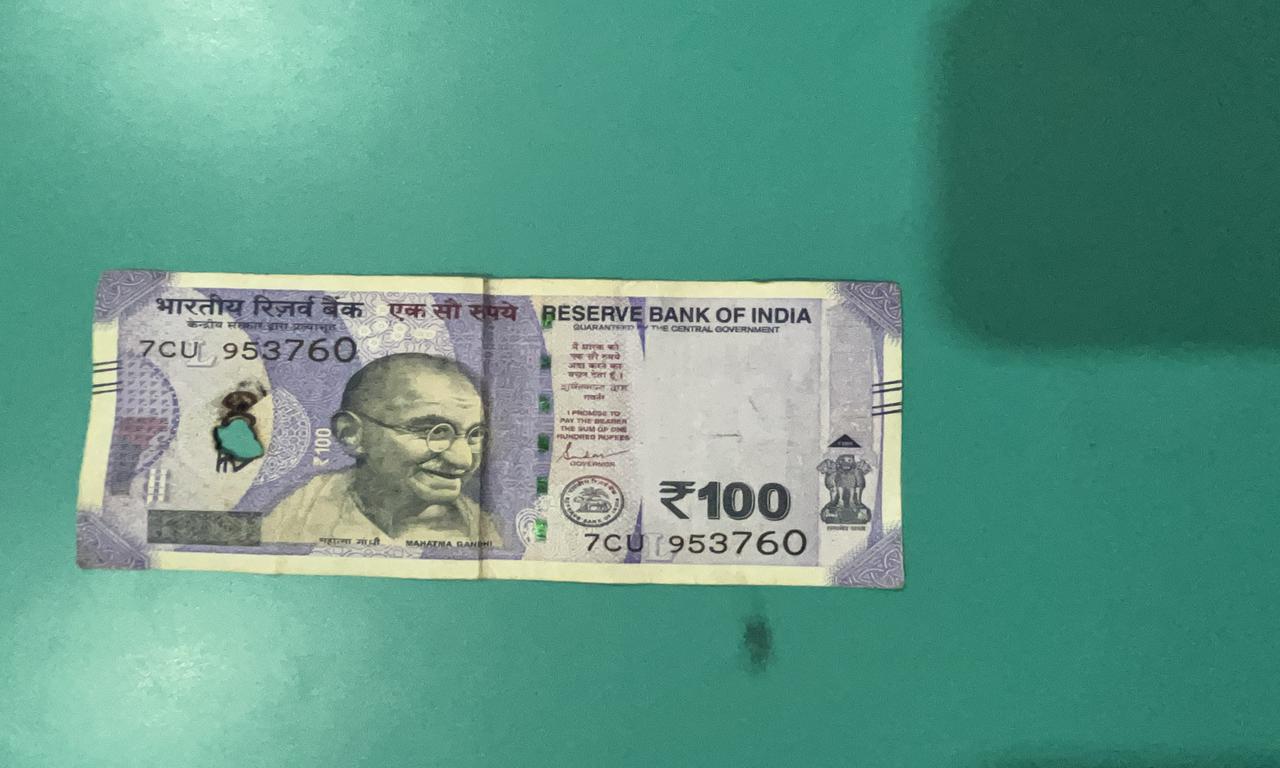 भारतीय रिज़र्व बैंक एक सौ रुपये RESERVE BANK OF INDIA
केन्द्रीय सरकार द्वारा प्रत्याभूत GUARANTEED BY THE CENTRAL GOVERNMENT
7CU 953760
मैं धारक को
एक सौ रुपये
अदा करने का
वचन देता हूँ ।
गवर्नर
I PROMISE TO
PAY THE BEARER
THE SUM OF ONE
HUNDRED RUPEES
GOVERNOR
₹100
₹100
7CU 953760
महात्मा गांधी MAHATMA GANDHI
सत्यमेव जयते